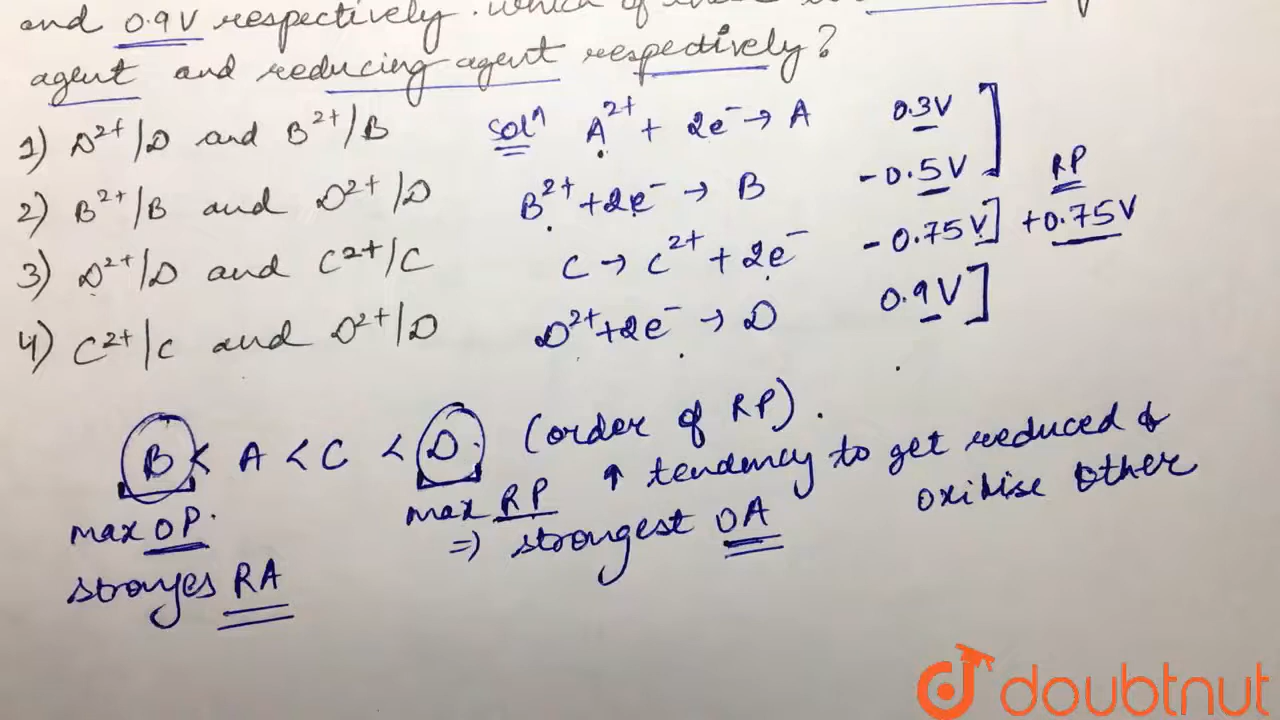 and 0.9V respectively. which of these
agent and reducing agent respectively?
1) D²⁺/D and B²⁺/B
2) B²⁺/B and D²⁺/D
3) D²⁺/D and C²⁺/C
4) C²⁺/C and D²⁺/D
Solⁿ A²⁺ + 2e⁻ → A 0.3V
B²⁺ + 2e⁻ → B -0.5V RP
C → C²⁺ + 2e⁻ -0.75V +0.75V
D²⁺ + 2e⁻ → D 0.9V
B < A < C < D (order of RP).
max OP.
stronges RA
max RP ↑ tendency to get reduced & oxidise other
⇒ strongest OA
doubtnut